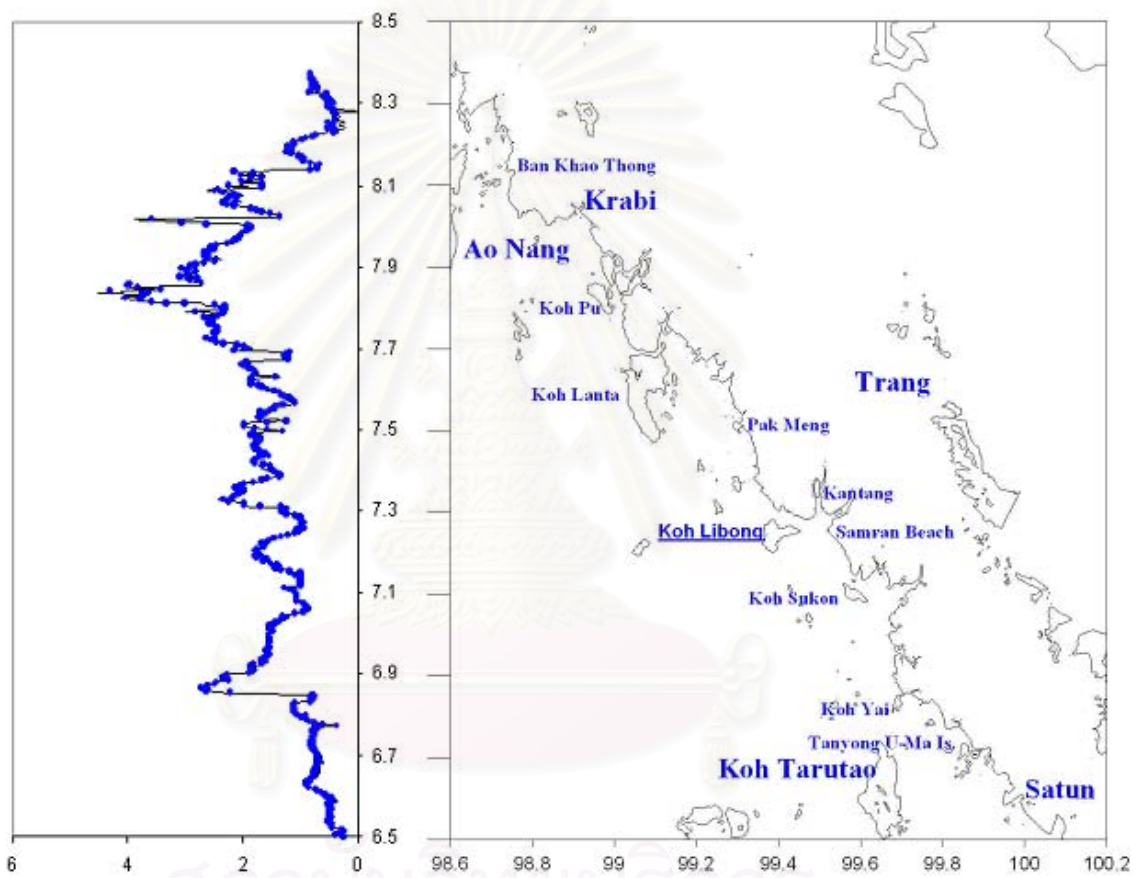 8.5
8.3
8.1
7.9
7.7
7.5
7.3
7.1
6.9
6.7
6.5
6 4 2 0
98.6 98.8 99 99.2 99.4 99.6 99.8 100 100.2
Ban Khao Thong
Krabi
Ao Nang
Koh Pu
Koh Lanta
Trang
Pak Meng
Kantang
Koh Libong
Samran Beach
Koh Sukon
Koh Yai
Tanyong U-Ma Is.
Koh Tarutao
Satun